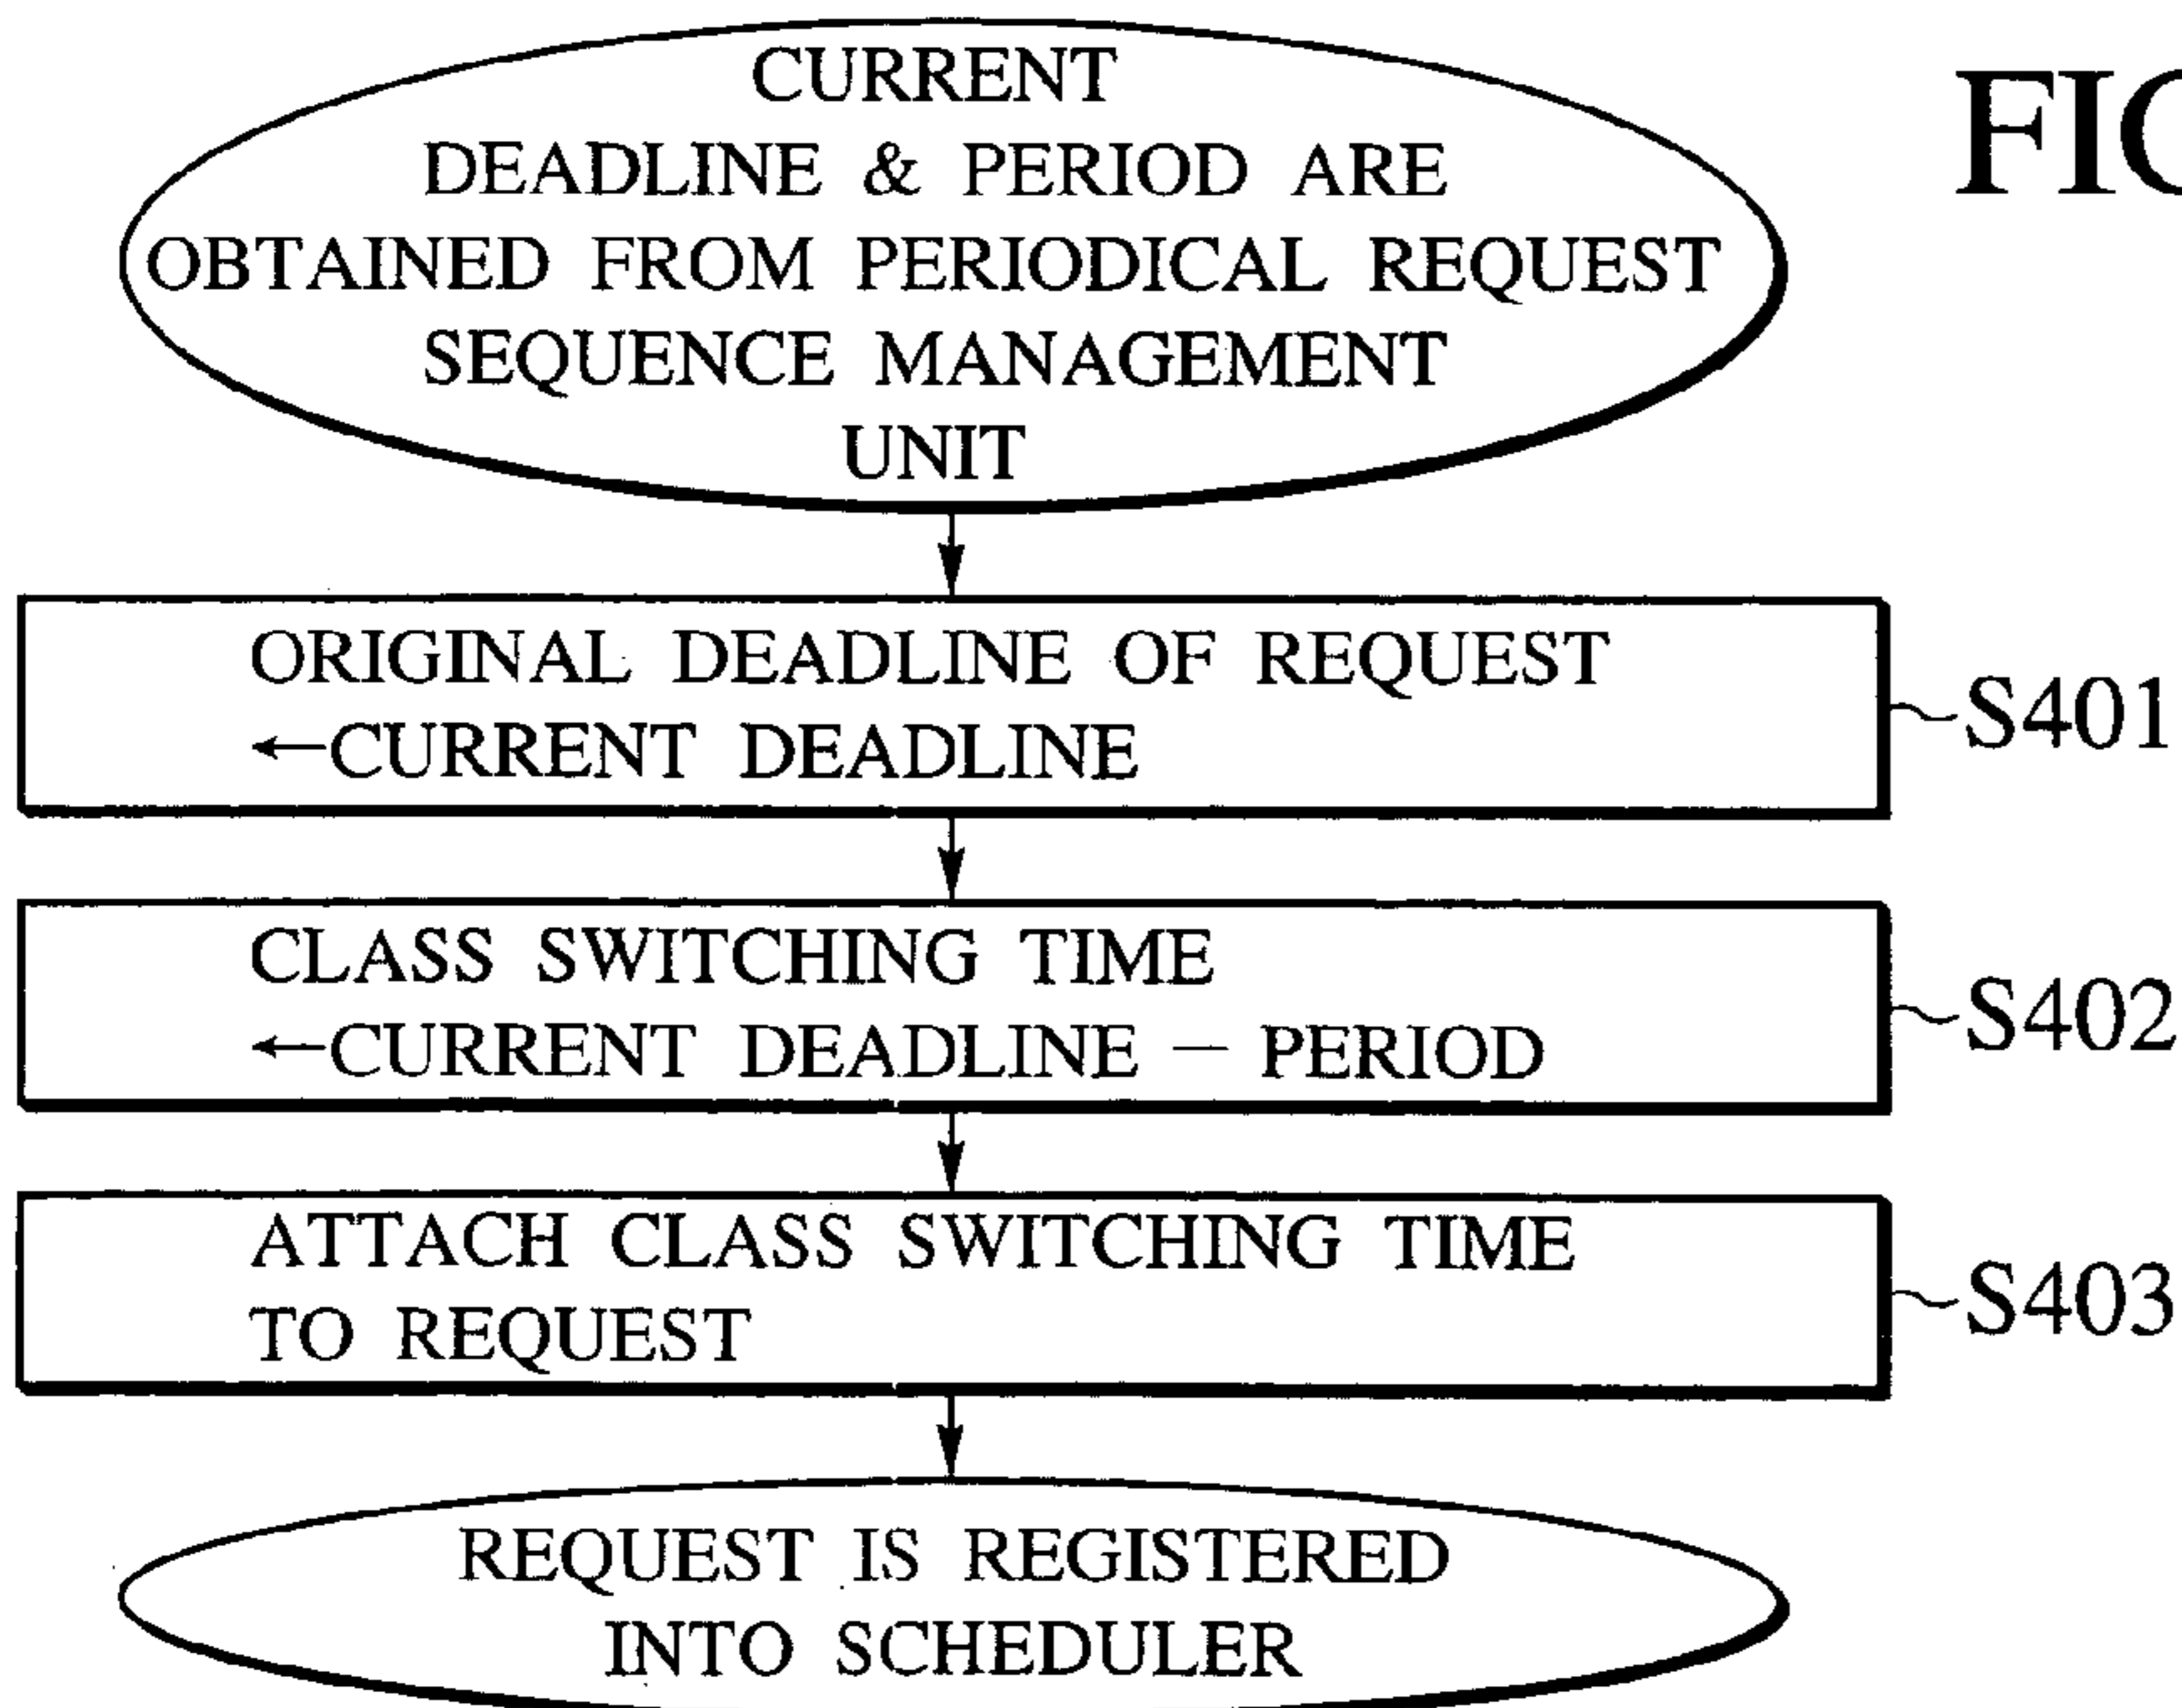 CURRENT
DEADLINE & PERIOD ARE
OBTAINED FROM PERIODICAL REQUEST
SEQUENCE MANAGEMENT
UNIT
ORIGINAL DEADLINE OF REQUEST
←CURRENT DEADLINE
S401
CLASS SWITCHING TIME
←CURRENT DEADLINE — PERIOD
S402
ATTACH CLASS SWITCHING TIME
TO REQUEST
S403
REQUEST IS REGISTERED
INTO SCHEDULER